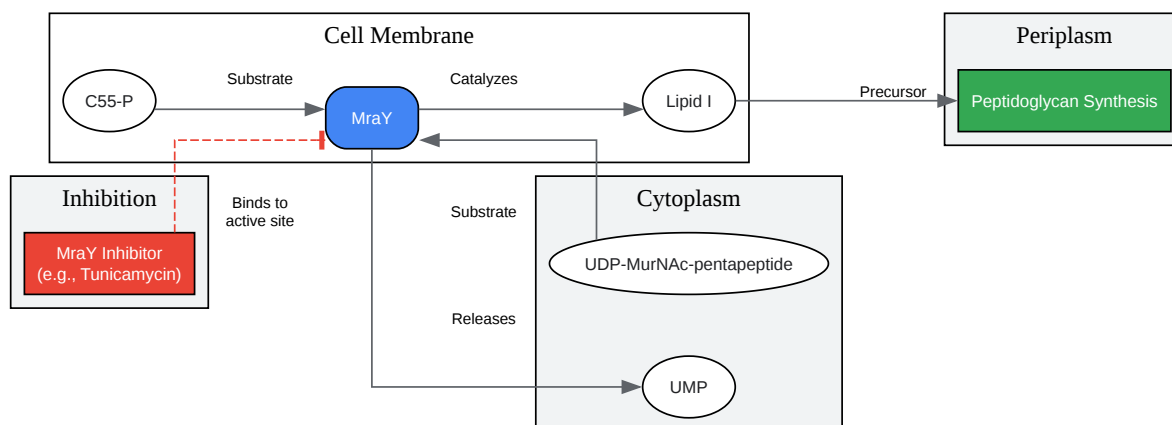 Cell Membrane
Periplasm
Substrate
Catalyzes
C55-P
MraY
Lipid I
Precursor
Peptidoglycan Synthesis
Inhibition
Binds to
active site
MraY Inhibitor
(e.g., Tunicamycin)
Cytoplasm
Substrate
UDP-MurNAc-pentapeptide
Releases
UMP